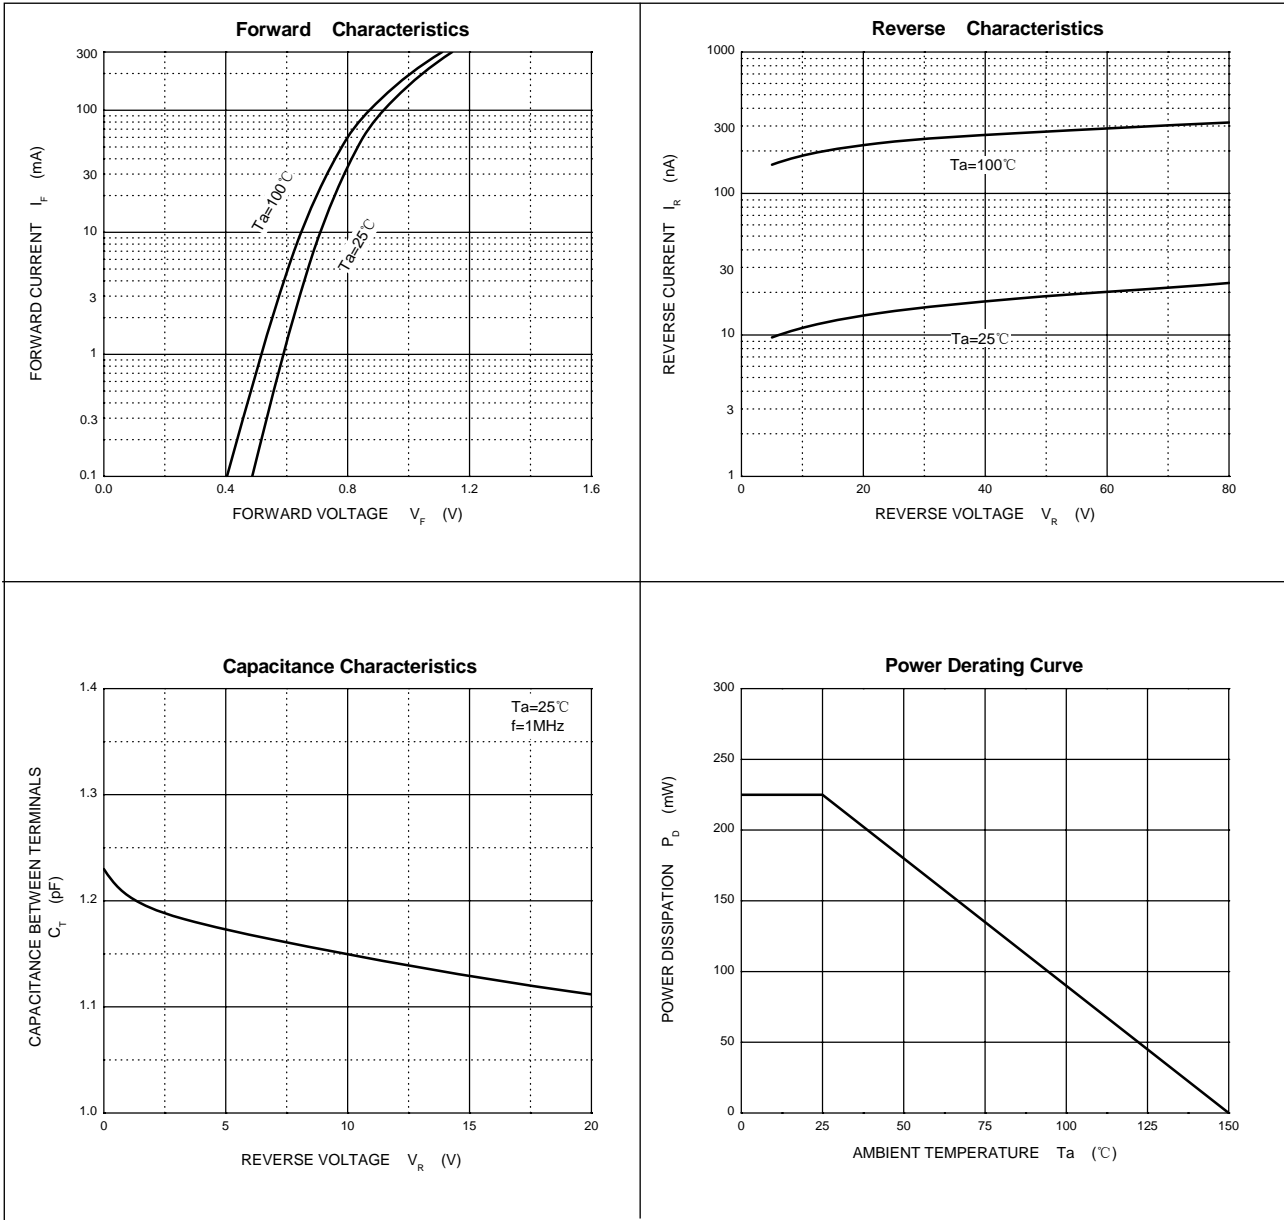 Forward Characteristics
300
100
30
10
3
1
0.3
0.1
0.0
0.4
0.8
1.2
1.6
FORWARD CURRENT I_F (mA)
FORWARD VOLTAGE V_F (V)
Ta=100℃
Ta=25℃
Reverse Characteristics
1000
300
100
30
10
3
1
0
20
40
60
80
REVERSE CURRENT I_R (nA)
REVERSE VOLTAGE V_R (V)
Ta=100℃
Ta=25℃
Capacitance Characteristics
1.4
1.3
1.2
1.1
1.0
0
5
10
15
20
CAPACITANCE BETWEEN TERMINALS
C_T (pF)
REVERSE VOLTAGE V_R (V)
Ta=25℃
f=1MHz
Power Derating Curve
300
250
200
150
100
50
0
0
25
50
75
100
125
150
POWER DISSIPATION P_D (mW)
AMBIENT TEMPERATURE Ta (℃)